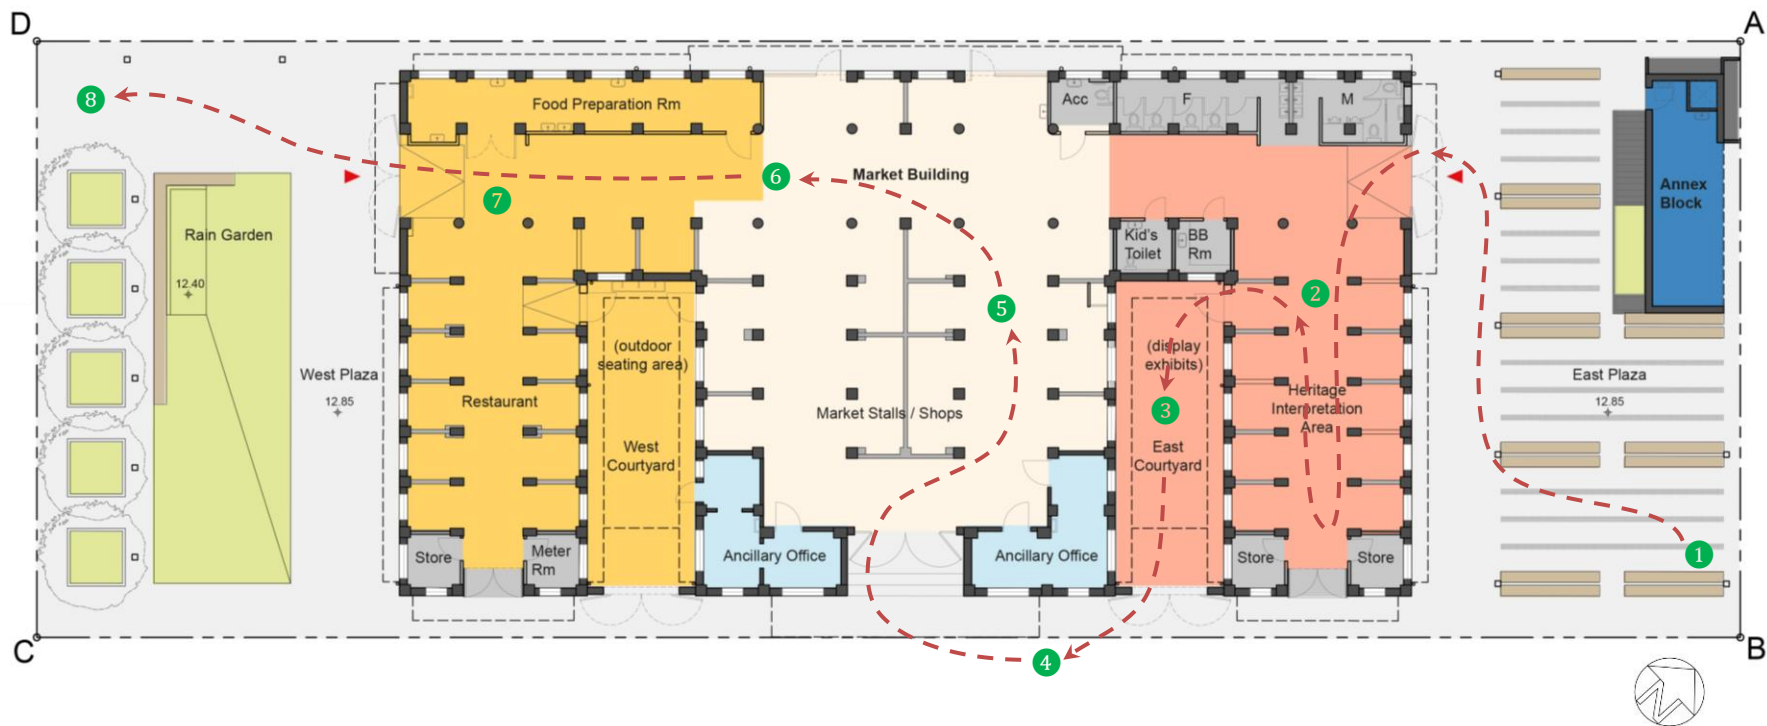 D
A
8
Food Preparation Rm
Acc
F
M
6
Market Building
7
Annex
Block
Rain Garden
Kid's
Toilet
BB
Rm
12.40
2
5
(outdoor
seating area)
(display
exhibits)
West Plaza
12.85
East Plaza
12.85
Restaurant
Market Stalls / Shops
3
Heritage
Interpretation
Area
West
Courtyard
East
Courtyard
Store
Meter
Rm
Ancillary Office
Ancillary Office
Store
Store
1
C
4
B